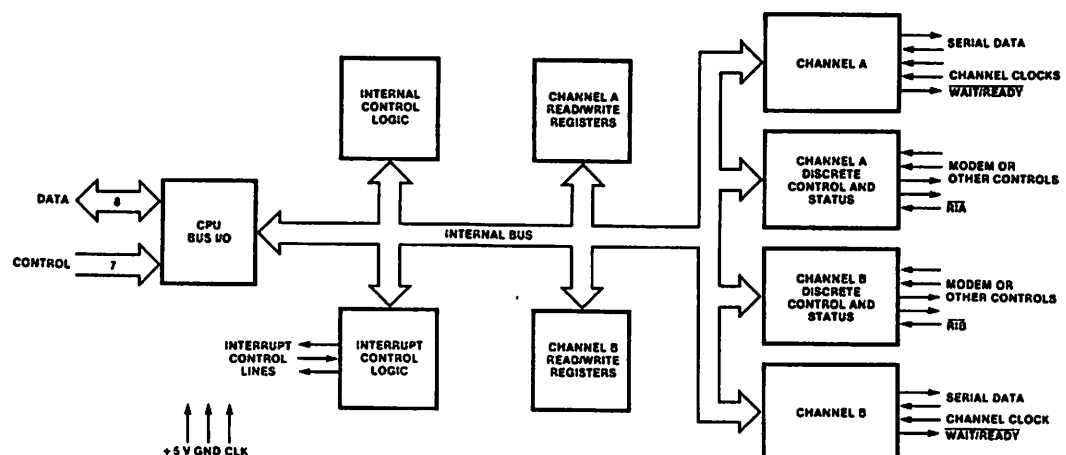 CHANNEL A
SERIAL DATA
CHANNEL CLOCKS
WAIT/READY
INTERNAL
CONTROL
LOGIC
CHANNEL A
READ/WRITE
REGISTERS
CHANNEL A
DISCRETE
CONTROL AND
STATUS
MODEM OR
OTHER CONTROLS
RIA
DATA
8
CPU
BUS I/O
INTERNAL BUS
CONTROL
7
CHANNEL B
DISCRETE
CONTROL AND
STATUS
MODEM OR
OTHER CONTROLS
RIB
INTERRUPT
CONTROL
LINES
INTERRUPT
CONTROL
LOGIC
CHANNEL B
READ/WRITE
REGISTERS
CHANNEL B
SERIAL DATA
CHANNEL CLOCK
WAIT/READY
+5 V GND CLK